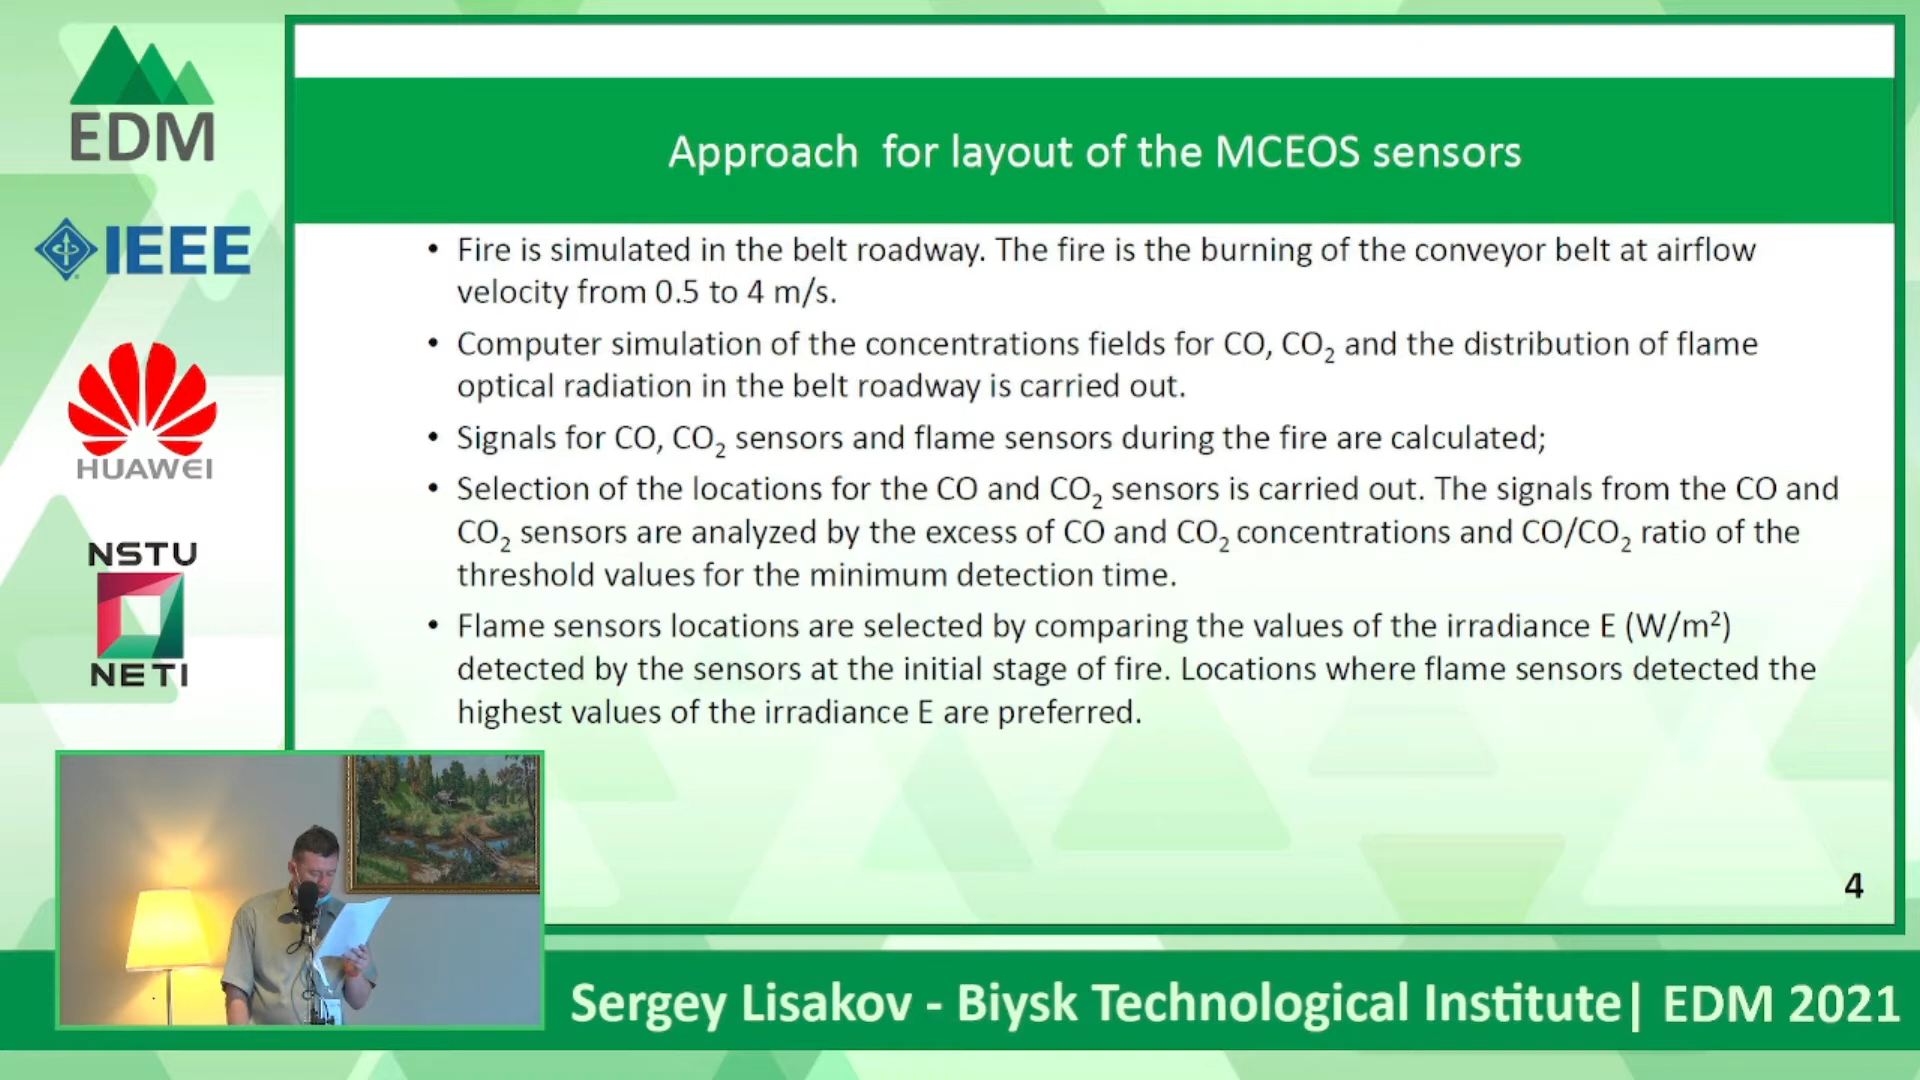 EDM
IEEE
HUAWEI
NSTU
NETI
Approach for layout of the MCEOS sensors
• Fire is simulated in the belt roadway. The fire is the burning of the conveyor belt at airflow
velocity from 0.5 to 4 m/s.
• Computer simulation of the concentrations fields for CO, CO₂ and the distribution of flame
optical radiation in the belt roadway is carried out.
• Signals for CO, CO₂ sensors and flame sensors during the fire are calculated;
• Selection of the locations for the CO and CO₂ sensors is carried out. The signals from the CO and
CO₂ sensors are analyzed by the excess of CO and CO₂ concentrations and CO/CO₂ ratio of the
threshold values for the minimum detection time.
• Flame sensors locations are selected by comparing the values of the irradiance E (W/m²)
detected by the sensors at the initial stage of fire. Locations where flame sensors detected the
highest values of the irradiance E are preferred.
4
Sergey Lisakov - Biysk Technological Institute| EDM 2021